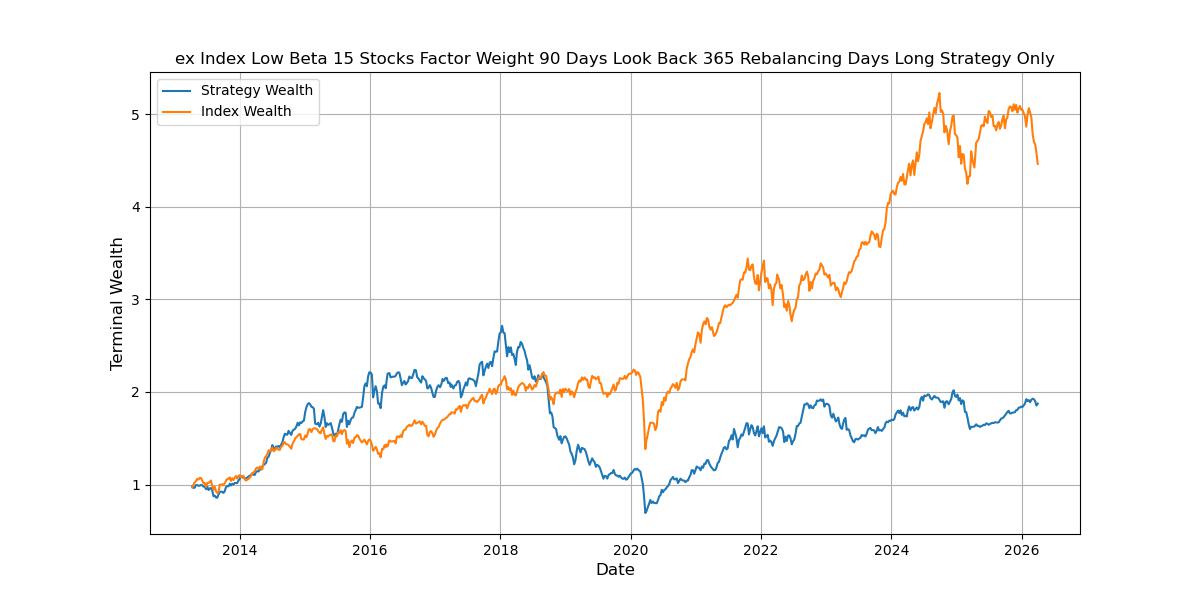 ex Index Low Beta 15 Stocks Factor Weight 90 Days Look Back 365 Rebalancing Days Long Strategy Only
Strategy Wealth
Index Wealth
Terminal Wealth
5
4
3
2
1
2014 2016 2018 2020 2022 2024 2026
Date